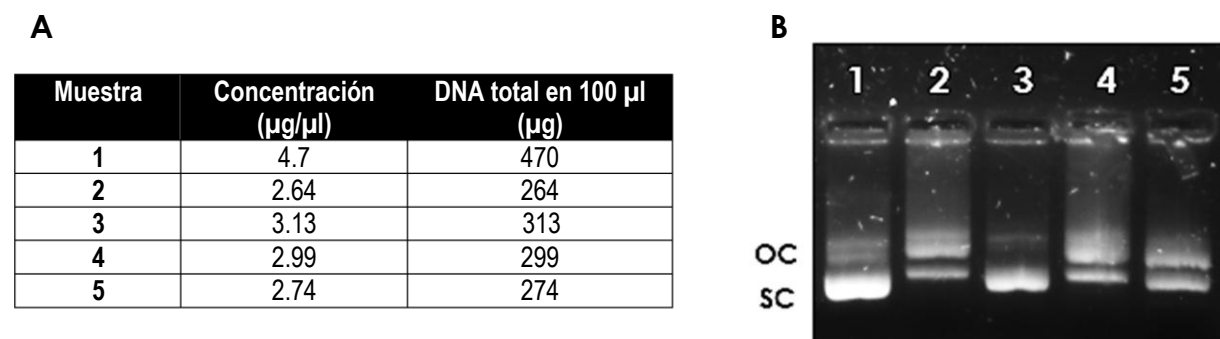 A
Muestra Concentración (µg/µl) DNA total en 100 µl (µg)
1 4.7 470
2 2.64 264
3 3.13 313
4 2.99 299
5 2.74 274
B
1 2 3 4 5
OC
SC